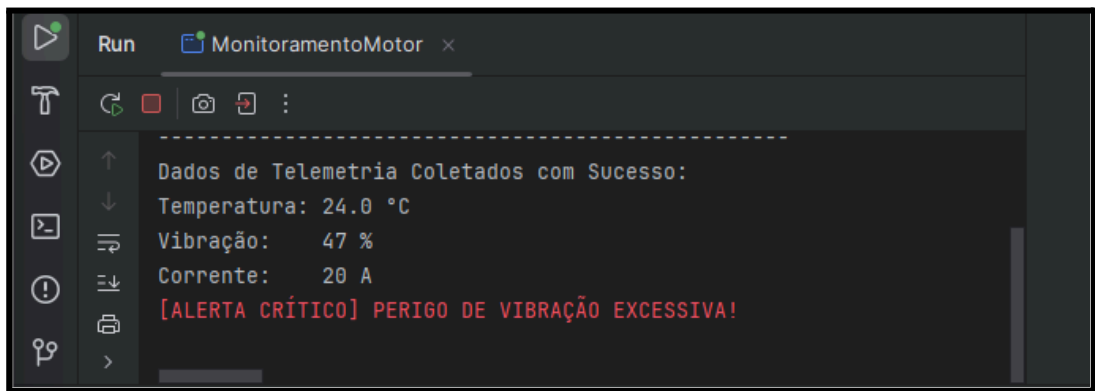 Run MonitoramentoMotor
--------------------------------------------------
Dados de Telemetria Coletados com Sucesso:
Temperatura: 24.0 °C
Vibração: 47 %
Corrente: 20 A
[ALERTA CRÍTICO] PERIGO DE VIBRAÇÃO EXCESSIVA!